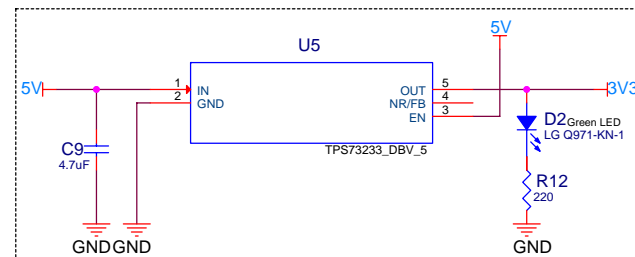 U5
5V
5V
1
IN
OUT
5
3V3
2
GND
NR/FB
4
EN
3
D2 Green LED
LG Q971-KN-1
C9
4.7uF
TPS73233_DBV_5
R12
220
GND GND
GND